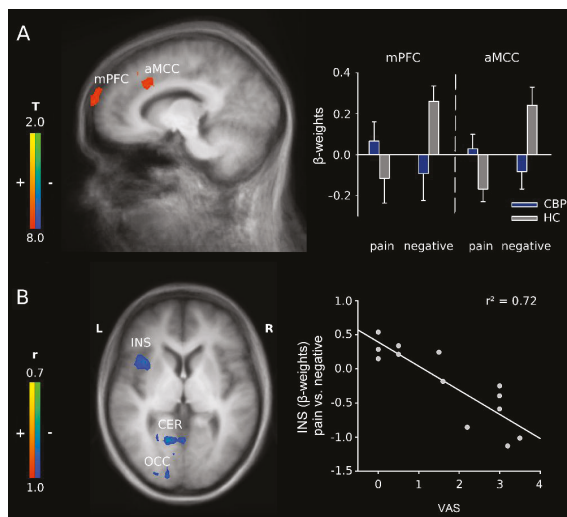 A
mPFC
aMCC
T
2.0
+
-
8.0
mPFC
aMCC
0.4
0.2
0.0
-0.2
β-weights
CBP
HC
pain
negative
pain
negative
B
L
R
INS
CER
OCC
r
0.7
+
-
1.0
r² = 0.72
1.0
0.5
0.0
-0.5
-1.0
-1.5
INS (β-weights)
pain vs. negative
0
1
2
3
4
VAS